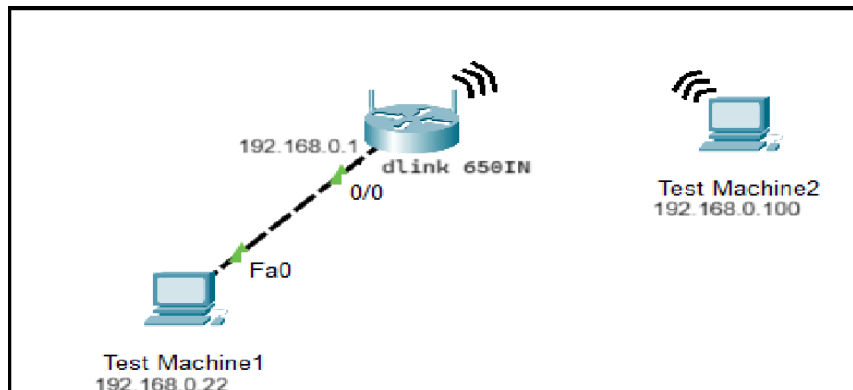 192.168.0.1
dlink 650IN
0/0
Test Machine2
192.168.0.100
Fa0
Test Machine1
192.168.0.22